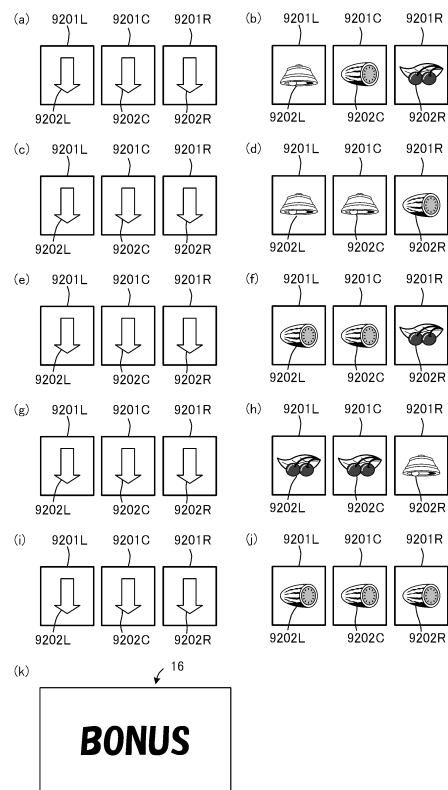 (a) 9201L 9201C 9201R
9202L 9202C 9202R
(b) 9201L 9201C 9201R
9202L 9202C 9202R
(c) 9201L 9201C 9201R
9202L 9202C 9202R
(d) 9201L 9201C 9201R
9202L 9202C 9202R
(e) 9201L 9201C 9201R
9202L 9202C 9202R
(f) 9201L 9201C 9201R
9202L 9202C 9202R
(g) 9201L 9201C 9201R
9202L 9202C 9202R
(h) 9201L 9201C 9201R
9202L 9202C 9202R
(i) 9201L 9201C 9201R
9202L 9202C 9202R
(j) 9201L 9201C 9201R
9202L 9202C 9202R
(k) 16
BONUS